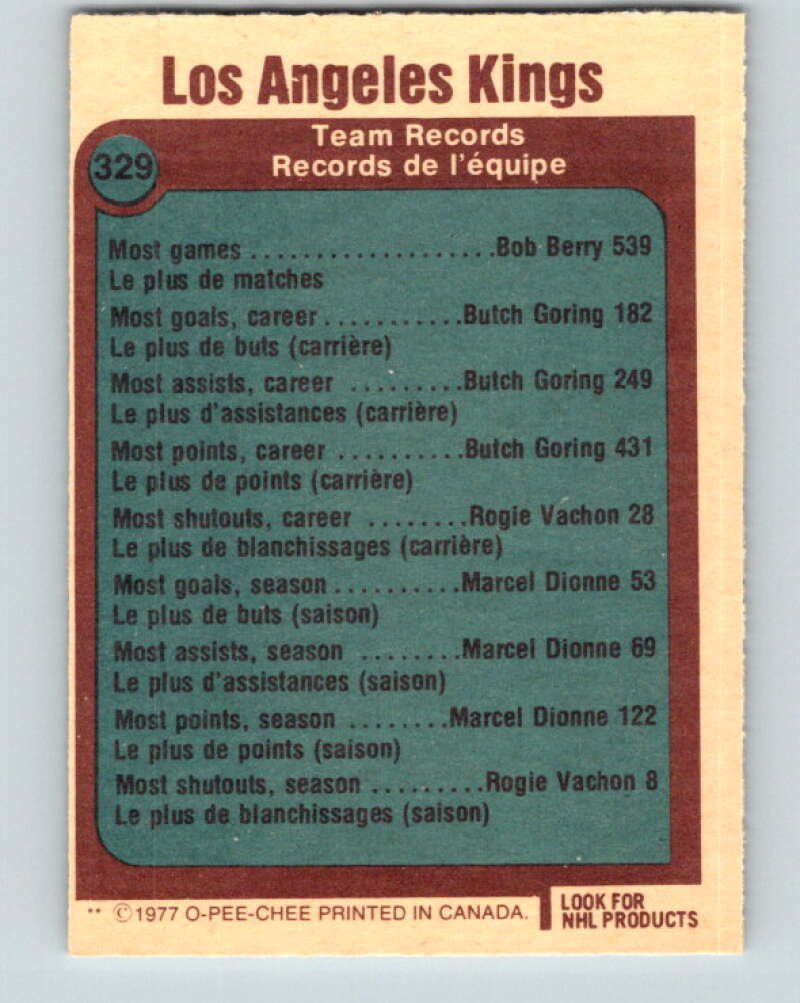 Los Angeles Kings
329
Team Records
Records de l'équipe
Most games ...................Bob Berry 539
Le plus de matches
Most goals, career...........Butch Goring 182
Le plus de buts (carrière)
Most assists, career .........Butch Goring 249
Le plus d'assistances (carrière)
Most points, career ..........Butch Goring 431
Le plus de points (carrière)
Most shutouts, career ........Rogie Vachon 28
Le plus de blanchissages (carrière)
Most goals, season..........Marcel Dionne 53
Le plus de buts (saison)
Most assists, season ........Marcel Dionne 69
Le plus d'assistances (saison)
Most points, season ........Marcel Dionne 122
Le plus de points (saison)
Most shutouts, season .........Rogie Vachon 8
Le plus de blanchissages (saison)
** ©1977 O-PEE-CHEE PRINTED IN CANADA.
LOOK FOR
NHL PRODUCTS